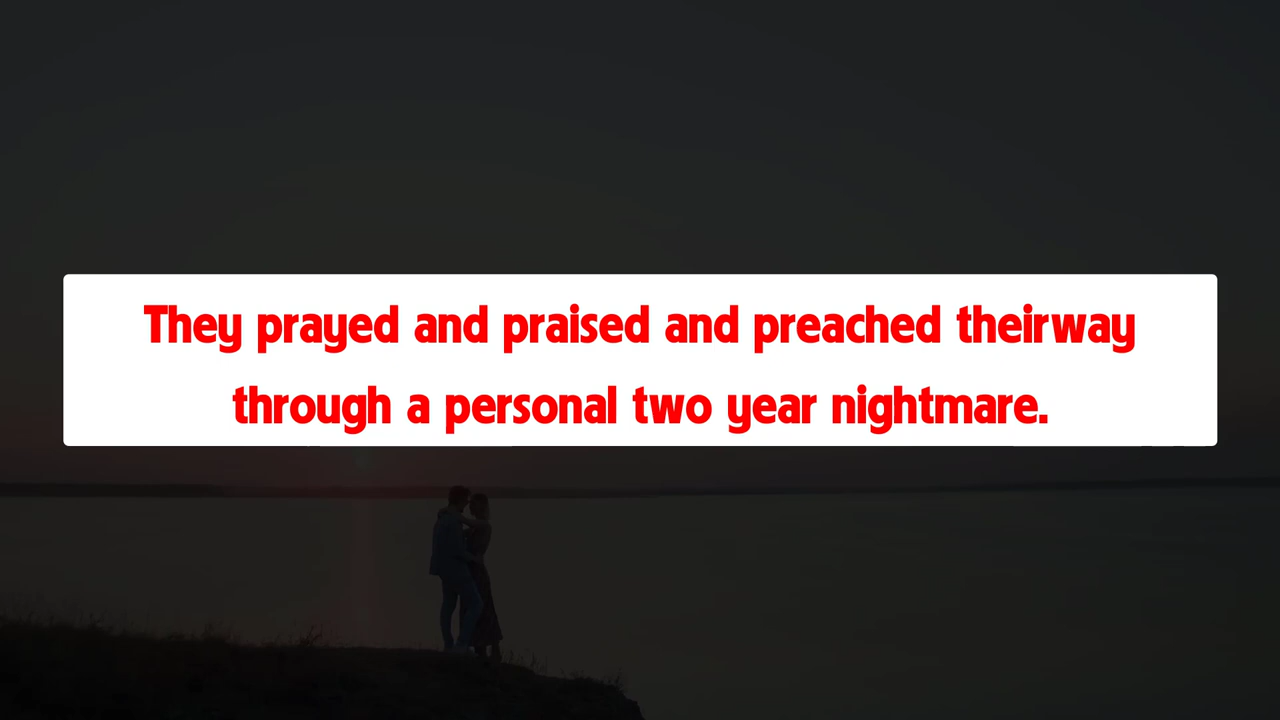 They prayed and praised and preached theirway
through a personal two year nightmare.